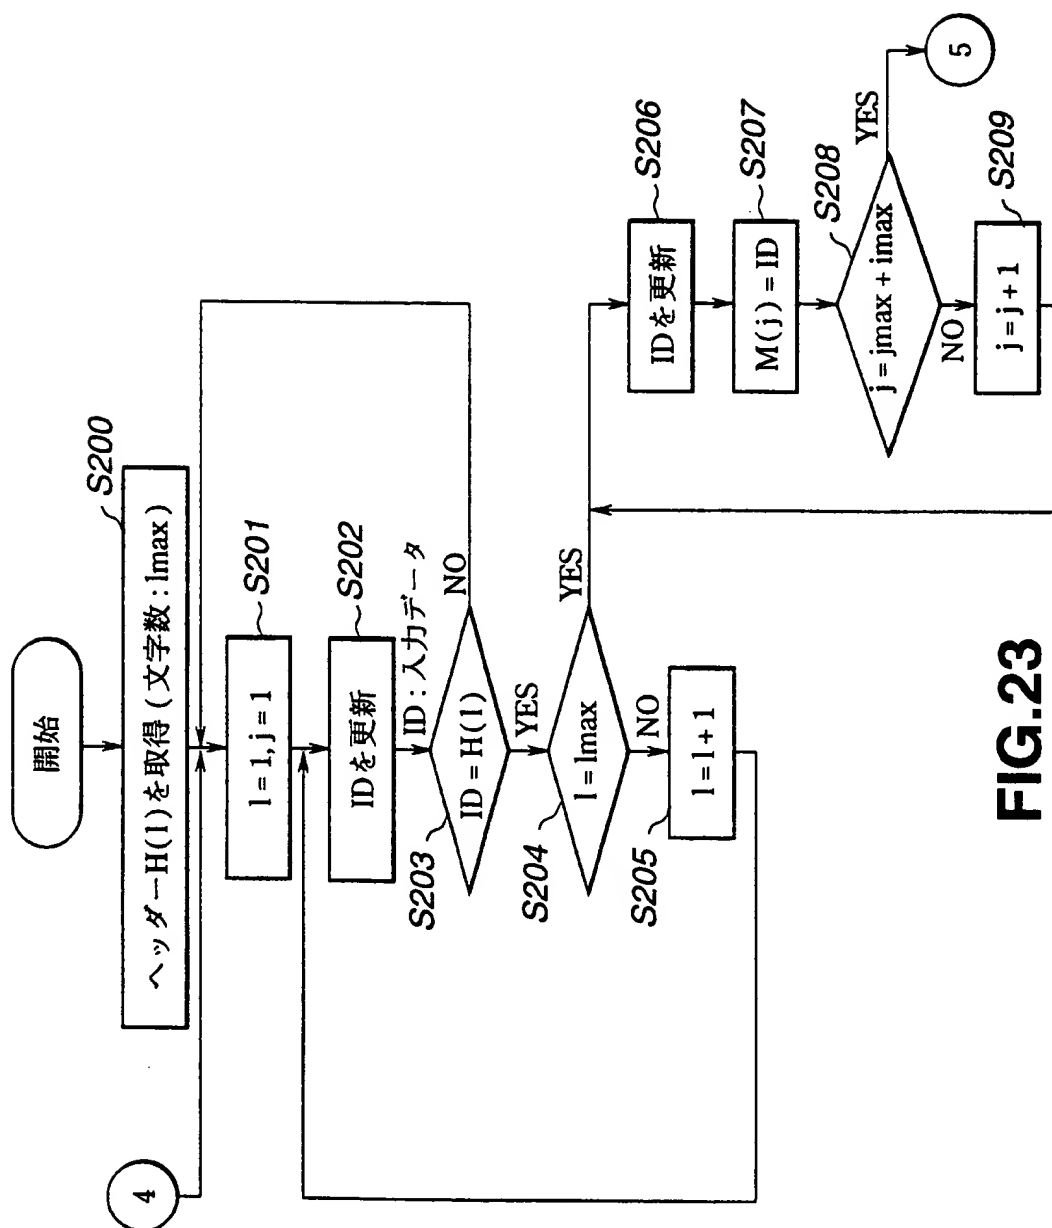 開始
S200
ヘッダーH(l)を取得 (文字数 : lmax)
4
S201
l = 1, j = 1
S202
IDを更新
ID : 入力データ
S203
ID = H(l)
NO
YES
S204
l = lmax
YES
NO
S205
l = l + 1
S206
IDを更新
S207
M(j) = ID
S208
j = jmax + imax
YES
5
NO
S209
j = j + 1
FIG.23